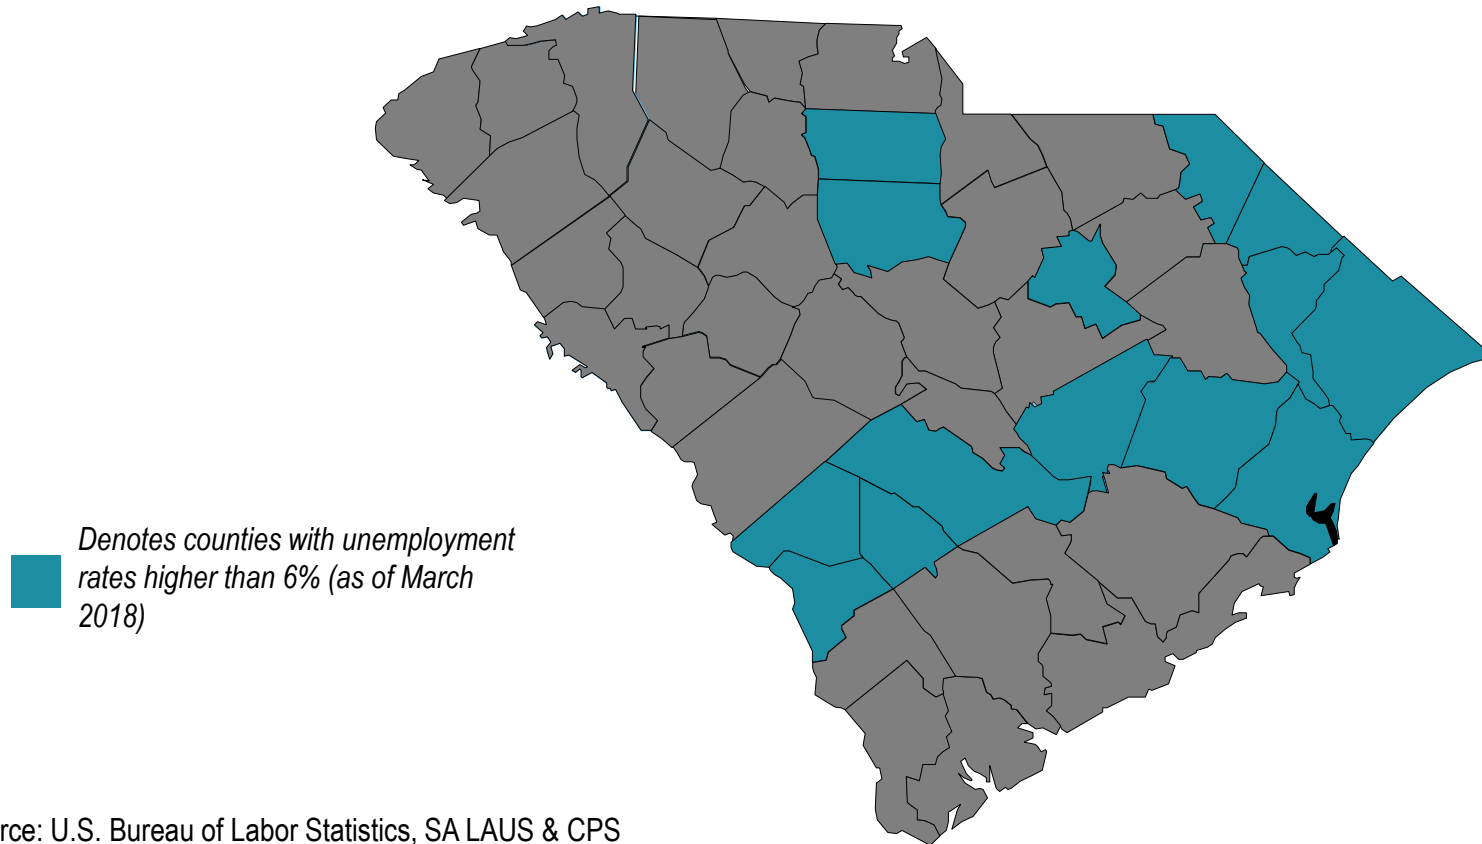 Denotes counties with unemployment
rates higher than 6% (as of March
2018)
rce: U.S. Bureau of Labor Statistics, SA LAUS & CPS